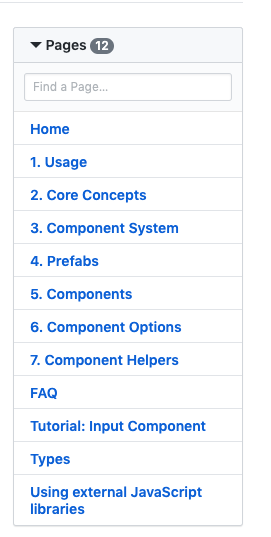 Pages 12
Find a Page...
Home
1. Usage
2. Core Concepts
3. Component System
4. Prefabs
5. Components
6. Component Options
7. Component Helpers
FAQ
Tutorial: Input Component
Types
Using external JavaScript
libraries